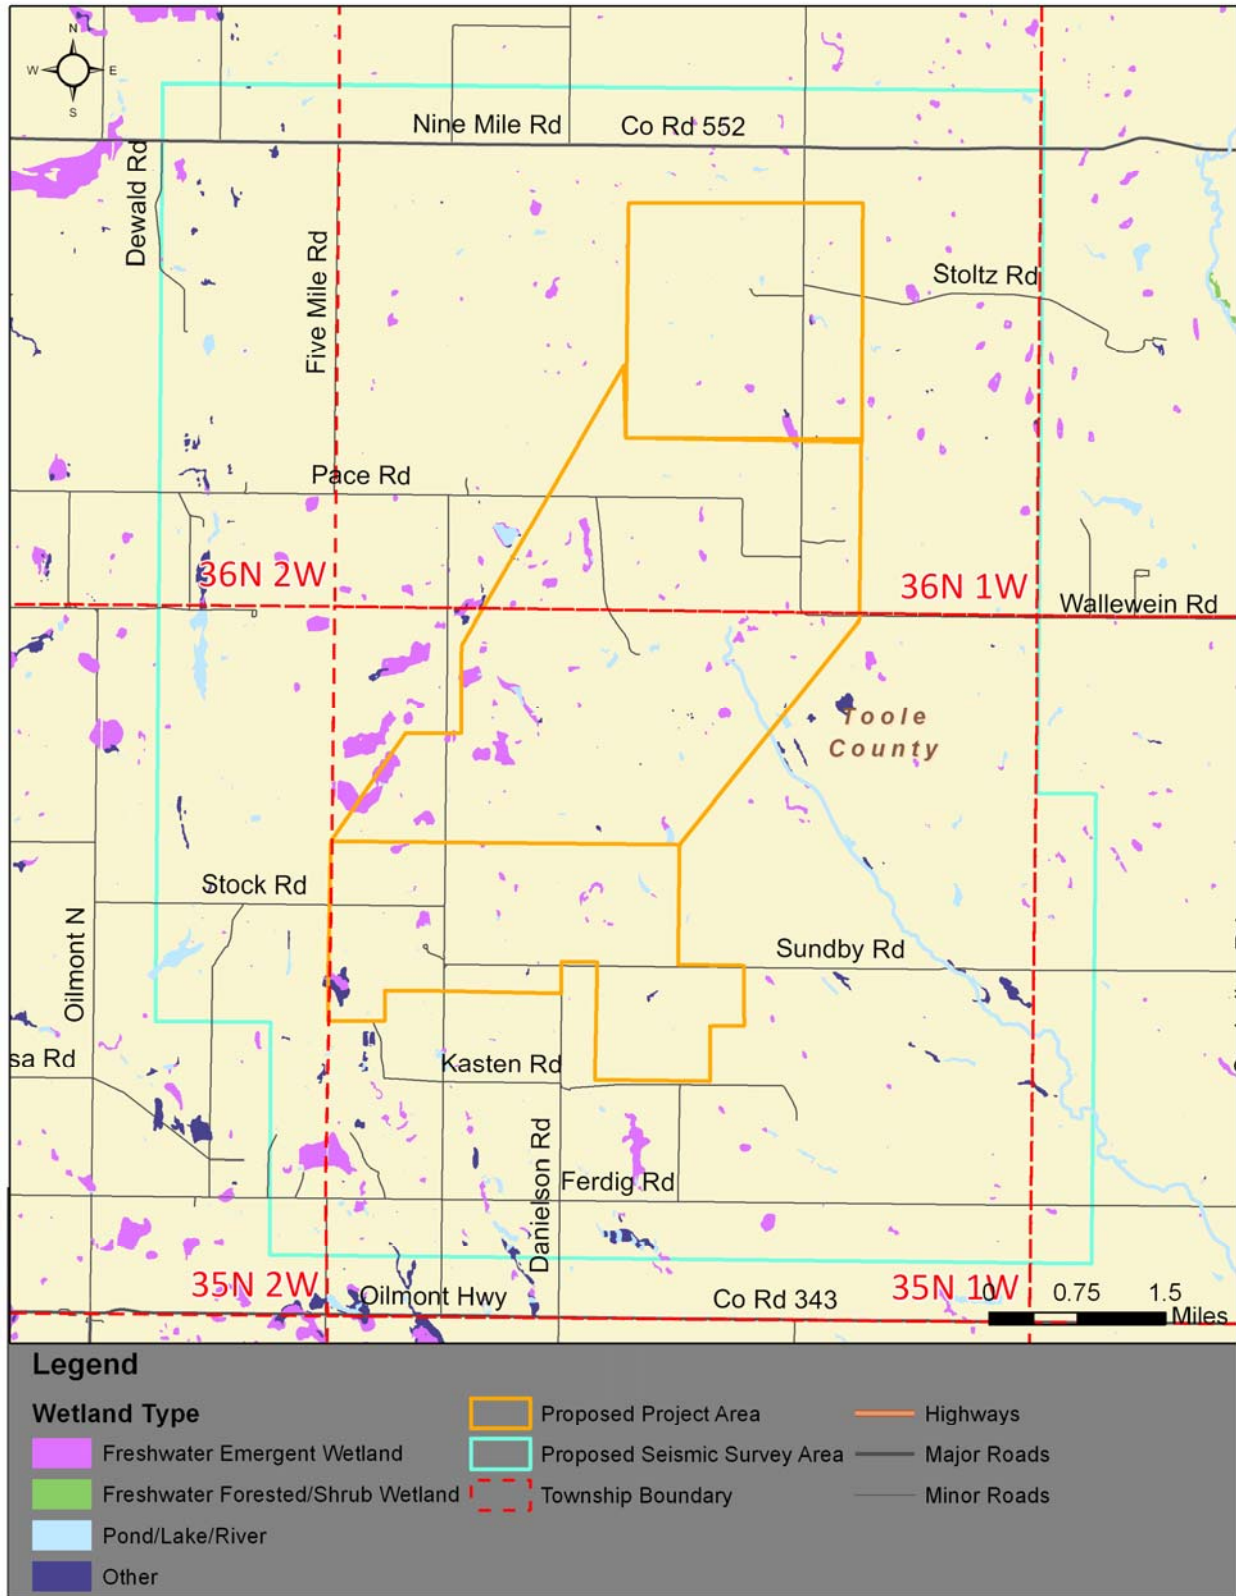 N
W E
S
Nine Mile Rd
Co Rd 552
Dewald Rd
Five Mile Rd
Stoltz Rd
Pace Rd
36N 2W
36N 1W
Wallewein Rd
Toole
County
Stock Rd
Oilmont N
Sundby Rd
sa Rd
Kasten Rd
Danielson Rd
Ferdig Rd
35N 2W
35N 1W
Oilmont Hwy
Co Rd 343
0 0.75 1.5
Miles
Legend
Wetland Type
Freshwater Emergent Wetland
Freshwater Forested/Shrub Wetland
Pond/Lake/River
Other
Proposed Project Area
Proposed Seismic Survey Area
Township Boundary
Highways
Major Roads
Minor Roads